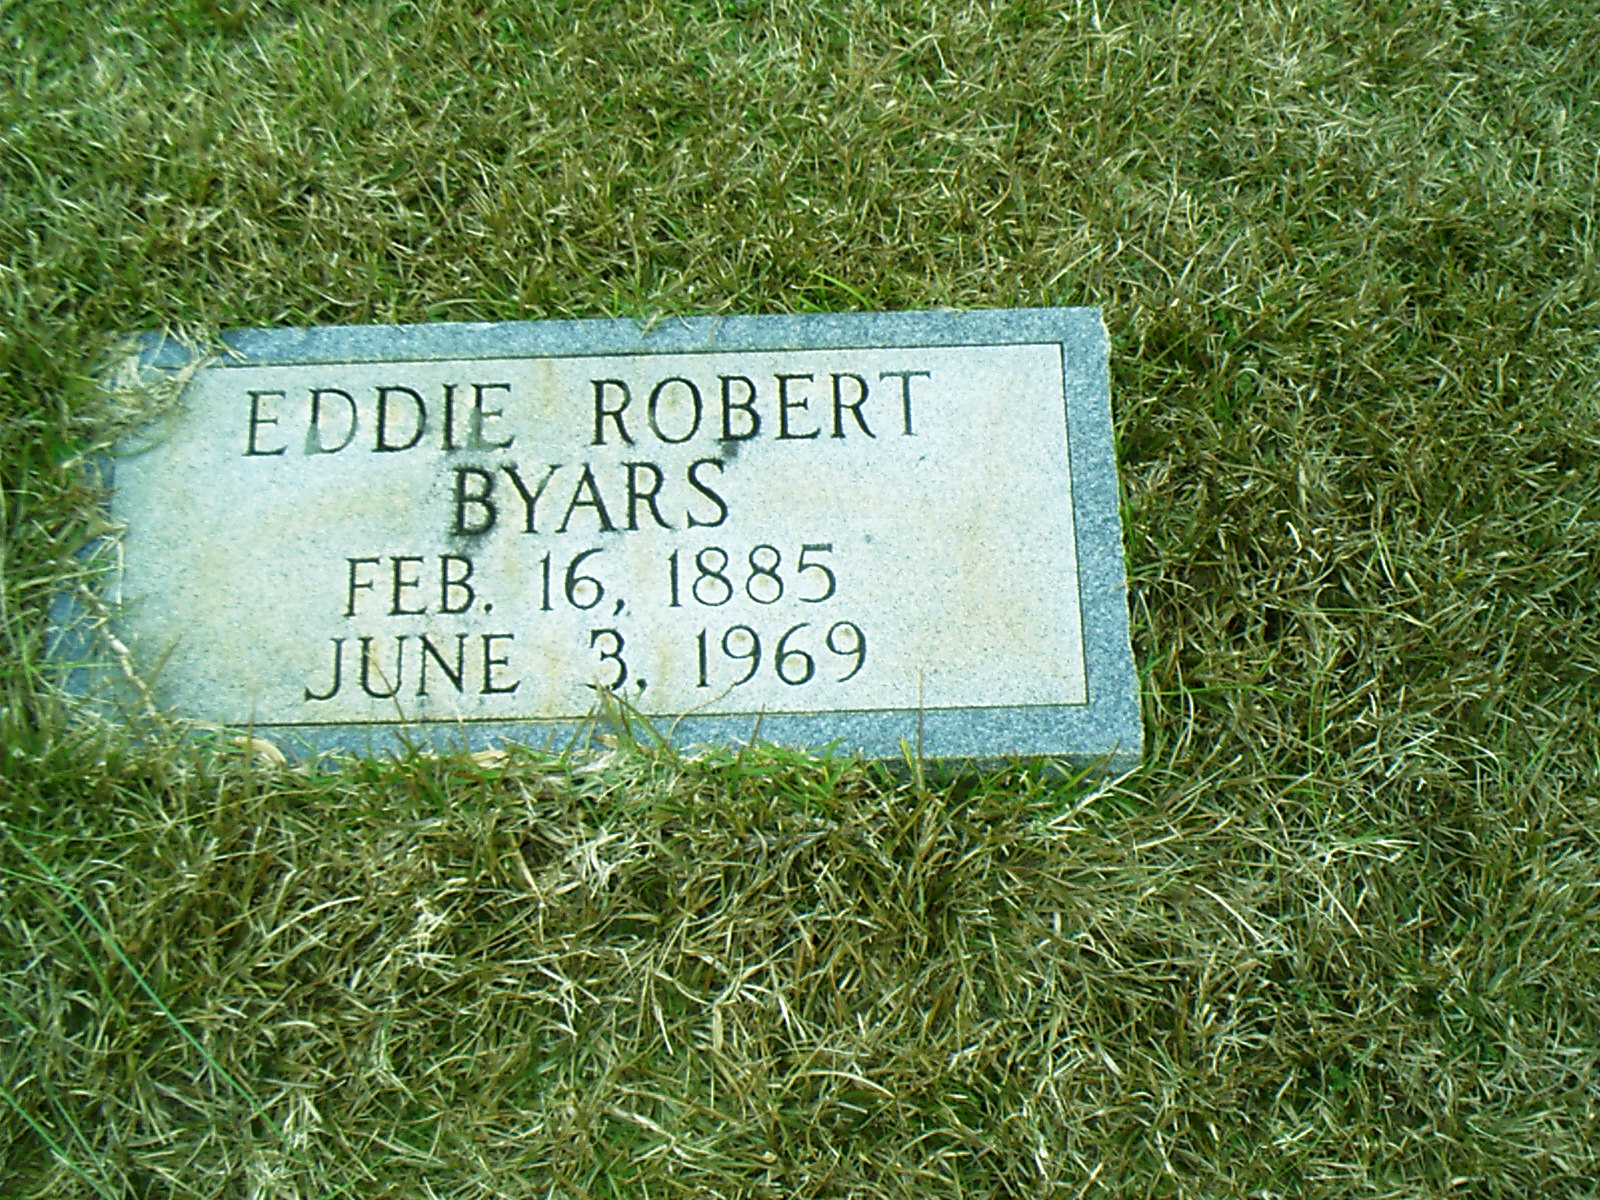 EDDIE ROBERT
BYARS
FEB. 16, 1885
JUNE 3, 1969